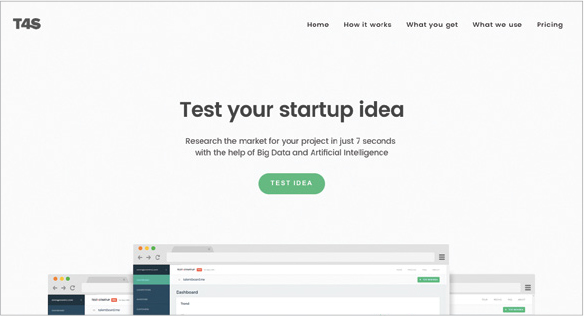 T4S
Home How it works What you get What we use Pricing
Test your startup idea
Research the market for your project in just 7 seconds
with the help of Big Data and Artificial Intelligence
TEST IDEA
Dashboard
Trend